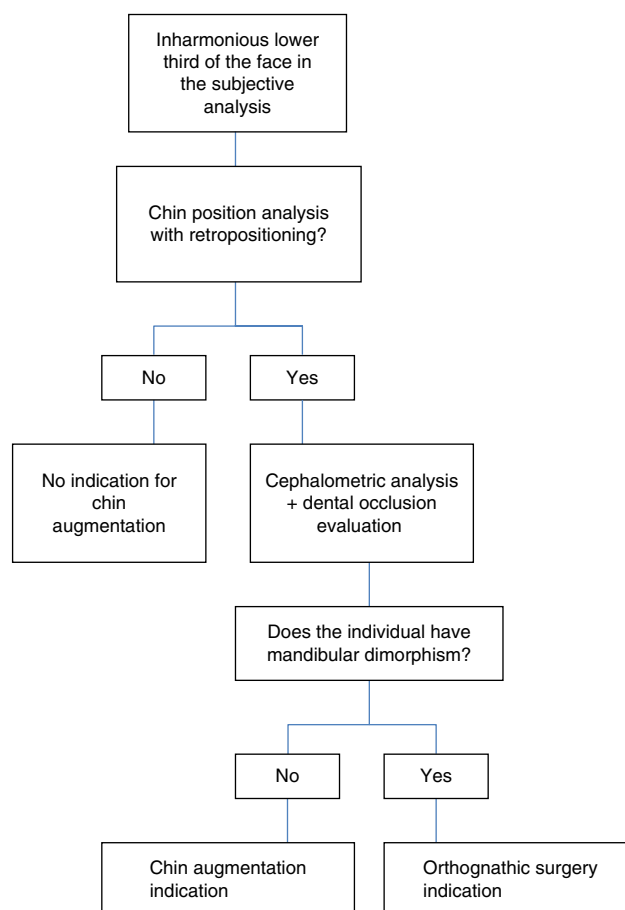 Inharmonious lower
third of the face in
the subjective
analysis
Chin position analysis
with retropositioning?
No
Yes
No indication for
chin
augmentation
Cephalometric analysis
+ dental occlusion
evaluation
Does the individual have
mandibular dimorphism?
No
Yes
Chin augmentation
indication
Orthognathic surgery
indication